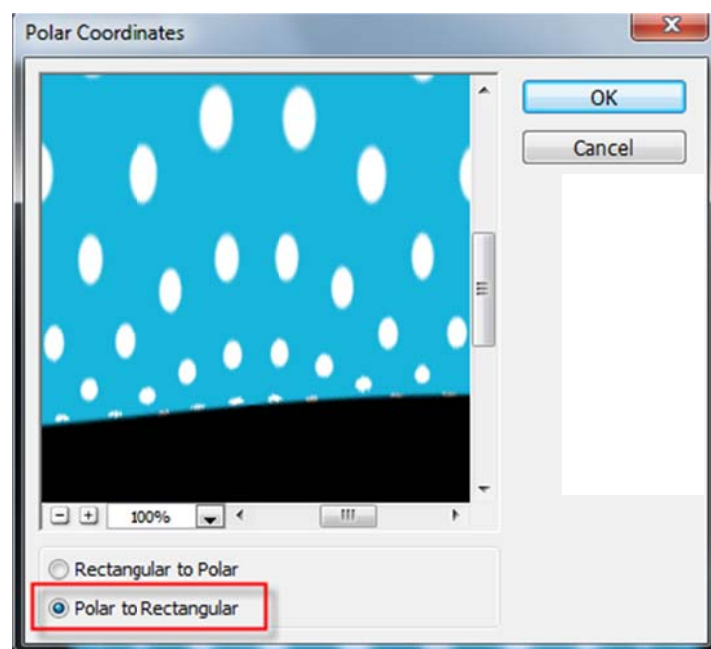 Polar Coordinates
OK
Cancel
100%
Rectangular to Polar
Polar to Rectangular